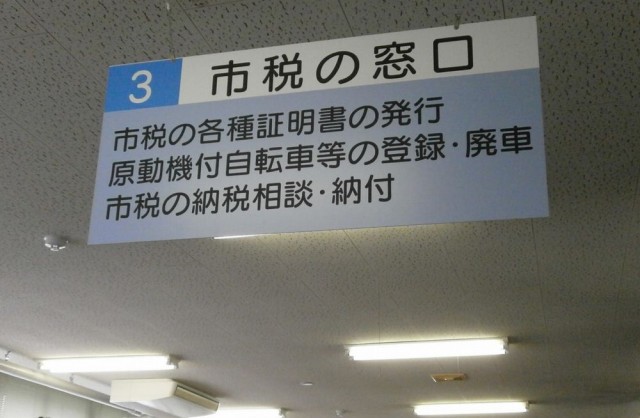 3 市税の窓口
市税の各種証明書の発行
原動機付自転車等の登録·廃車
市税の納税相談·納付